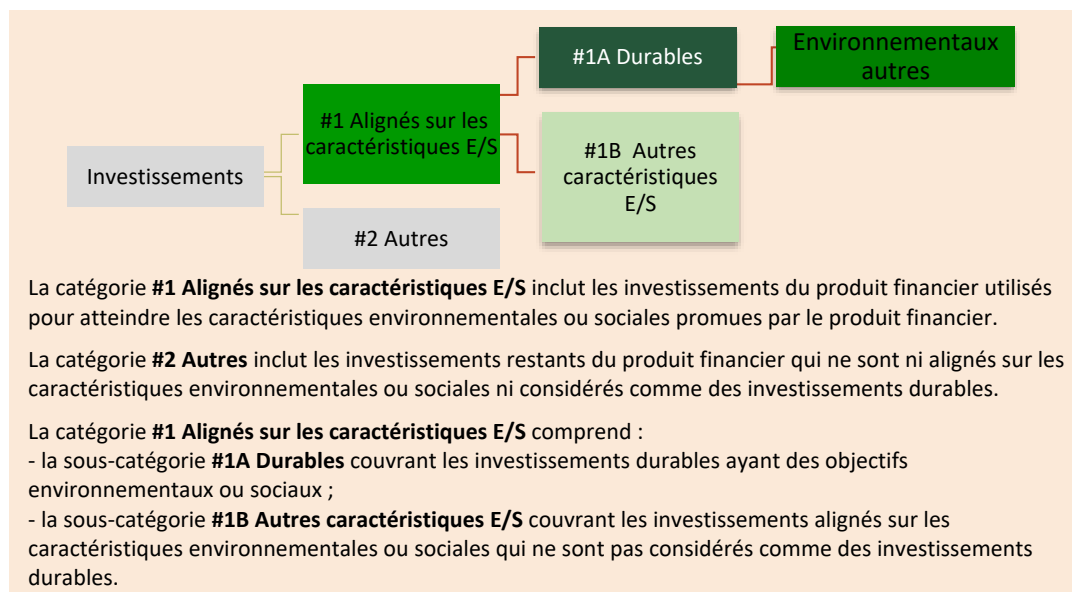 #1A Durables
Environnementaux
autres
#1 Alignés sur les
caractéristiques E/S
#1B Autres
caractéristiques
E/S
Investissements
#2 Autres
La catégorie #1 Alignés sur les caractéristiques E/S inclut les investissements du produit financier utilisés
pour atteindre les caractéristiques environnementales ou sociales promues par le produit financier.
La catégorie #2 Autres inclut les investissements restants du produit financier qui ne sont ni alignés sur les
caractéristiques environnementales ou sociales ni considérés comme des investissements durables.
La catégorie #1 Alignés sur les caractéristiques E/S comprend :
- la sous-catégorie #1A Durables couvrant les investissements durables ayant des objectifs
environnementaux ou sociaux ;
- la sous-catégorie #1B Autres caractéristiques E/S couvrant les investissements alignés sur les
caractéristiques environnementales ou sociales qui ne sont pas considérés comme des investissements
durables.